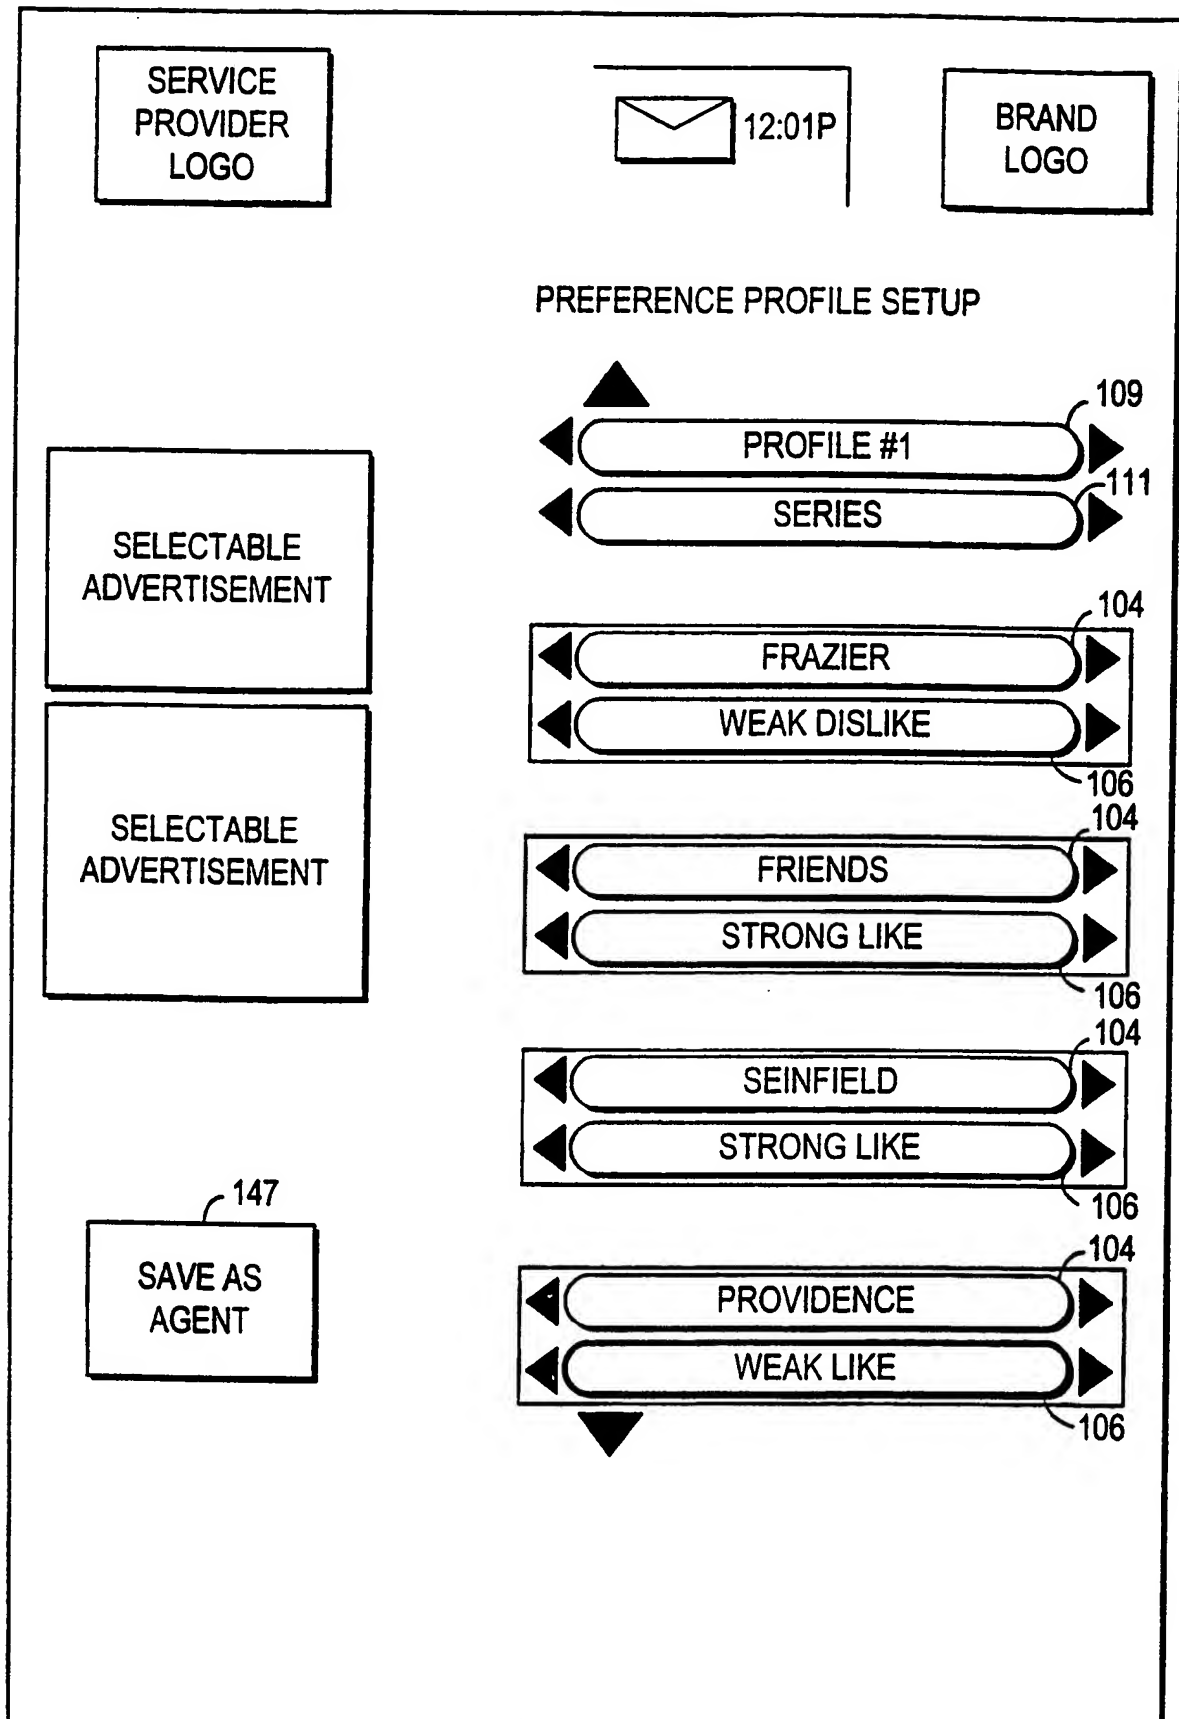 SERVICE
PROVIDER
LOGO
12:01P
BRAND
LOGO
PREFERENCE PROFILE SETUP
109
PROFILE #1
111
SERIES
SELECTABLE
ADVERTISEMENT
104
FRAZIER
WEAK DISLIKE
106
SELECTABLE
ADVERTISEMENT
104
FRIENDS
STRONG LIKE
106
104
SEINFIELD
STRONG LIKE
106
147
SAVE AS
AGENT
104
PROVIDENCE
WEAK LIKE
106